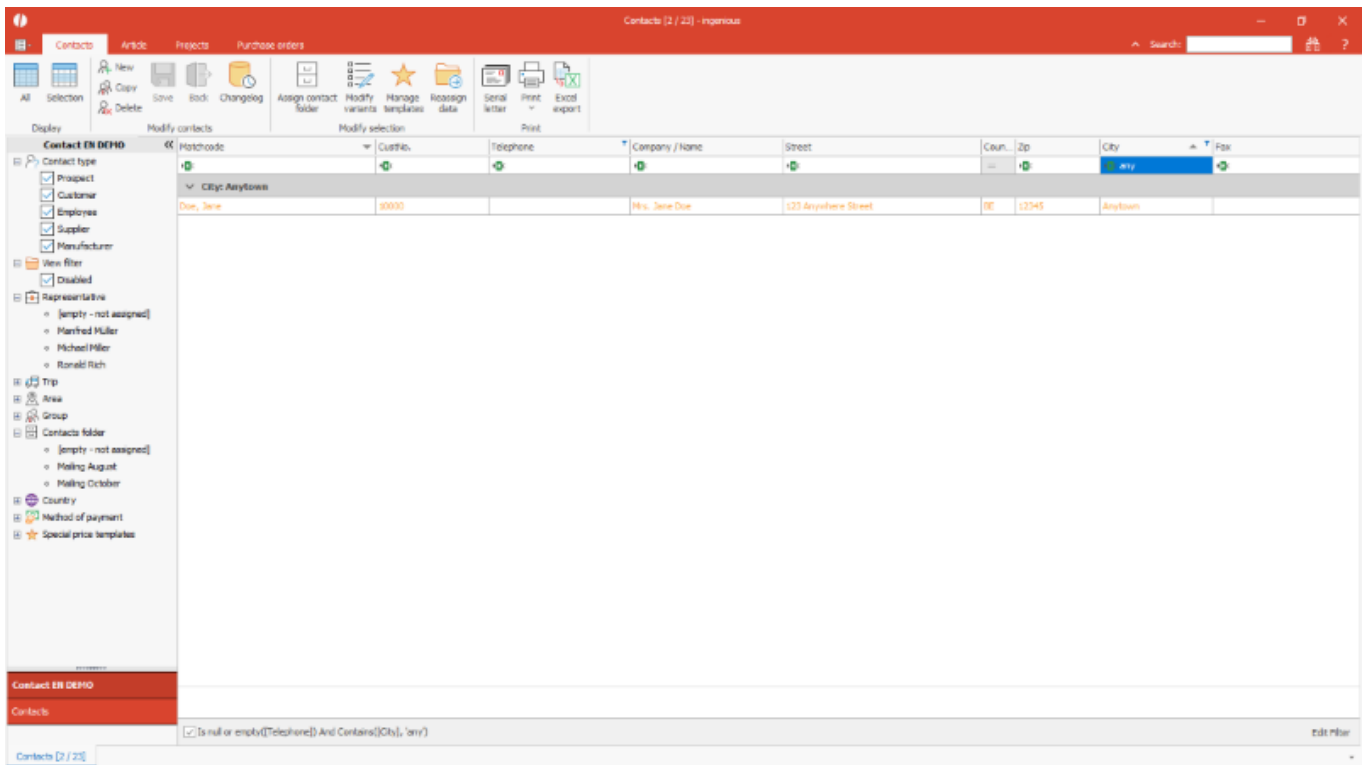 Contacts [2 / 23] - ingenious
Contacts Article Projects Purchase orders Search: ?
All Selection New Copy Delete Save Back Changelog Assign contact folder Modify variants Manage templates Reassign data Serial letter Print Excel export
Display Modify contacts Modify selection Print
Contact EN DEMO
Matchcode CustNo. Telephone Company / Name Street Coun... Zip City Fax
Contact type
any
Prospect
City: Anytown
Customer
Doe, Jane 10000 Mrs. Jane Doe 123 Anywhere Street DE 12345 Anytown
Employee
Supplier
Manufacturer
View filter
Disabled
Representative
[empty - not assigned]
Manfred Müller
Michael Miller
Ronald Rich
Trip
Area
Group
Contacts folder
[empty - not assigned]
Mailing August
Mailing October
Country
Method of payment
Special price templates
Contact EN DEMO
Contacts
Is null or empty([Telephone]) And Contains([City], 'any')
Edit Filter
Contacts [2 / 23]